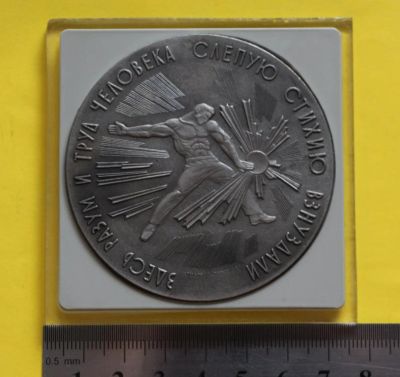 ЗДЕСЬ РАЗУМ И ТРУД ЧЕЛОВЕКА СЛЕПУЮ СТИХИЮ ВЗНУЗДАЛИ
0.5 mm 1 2 3 4 5 6 7 8